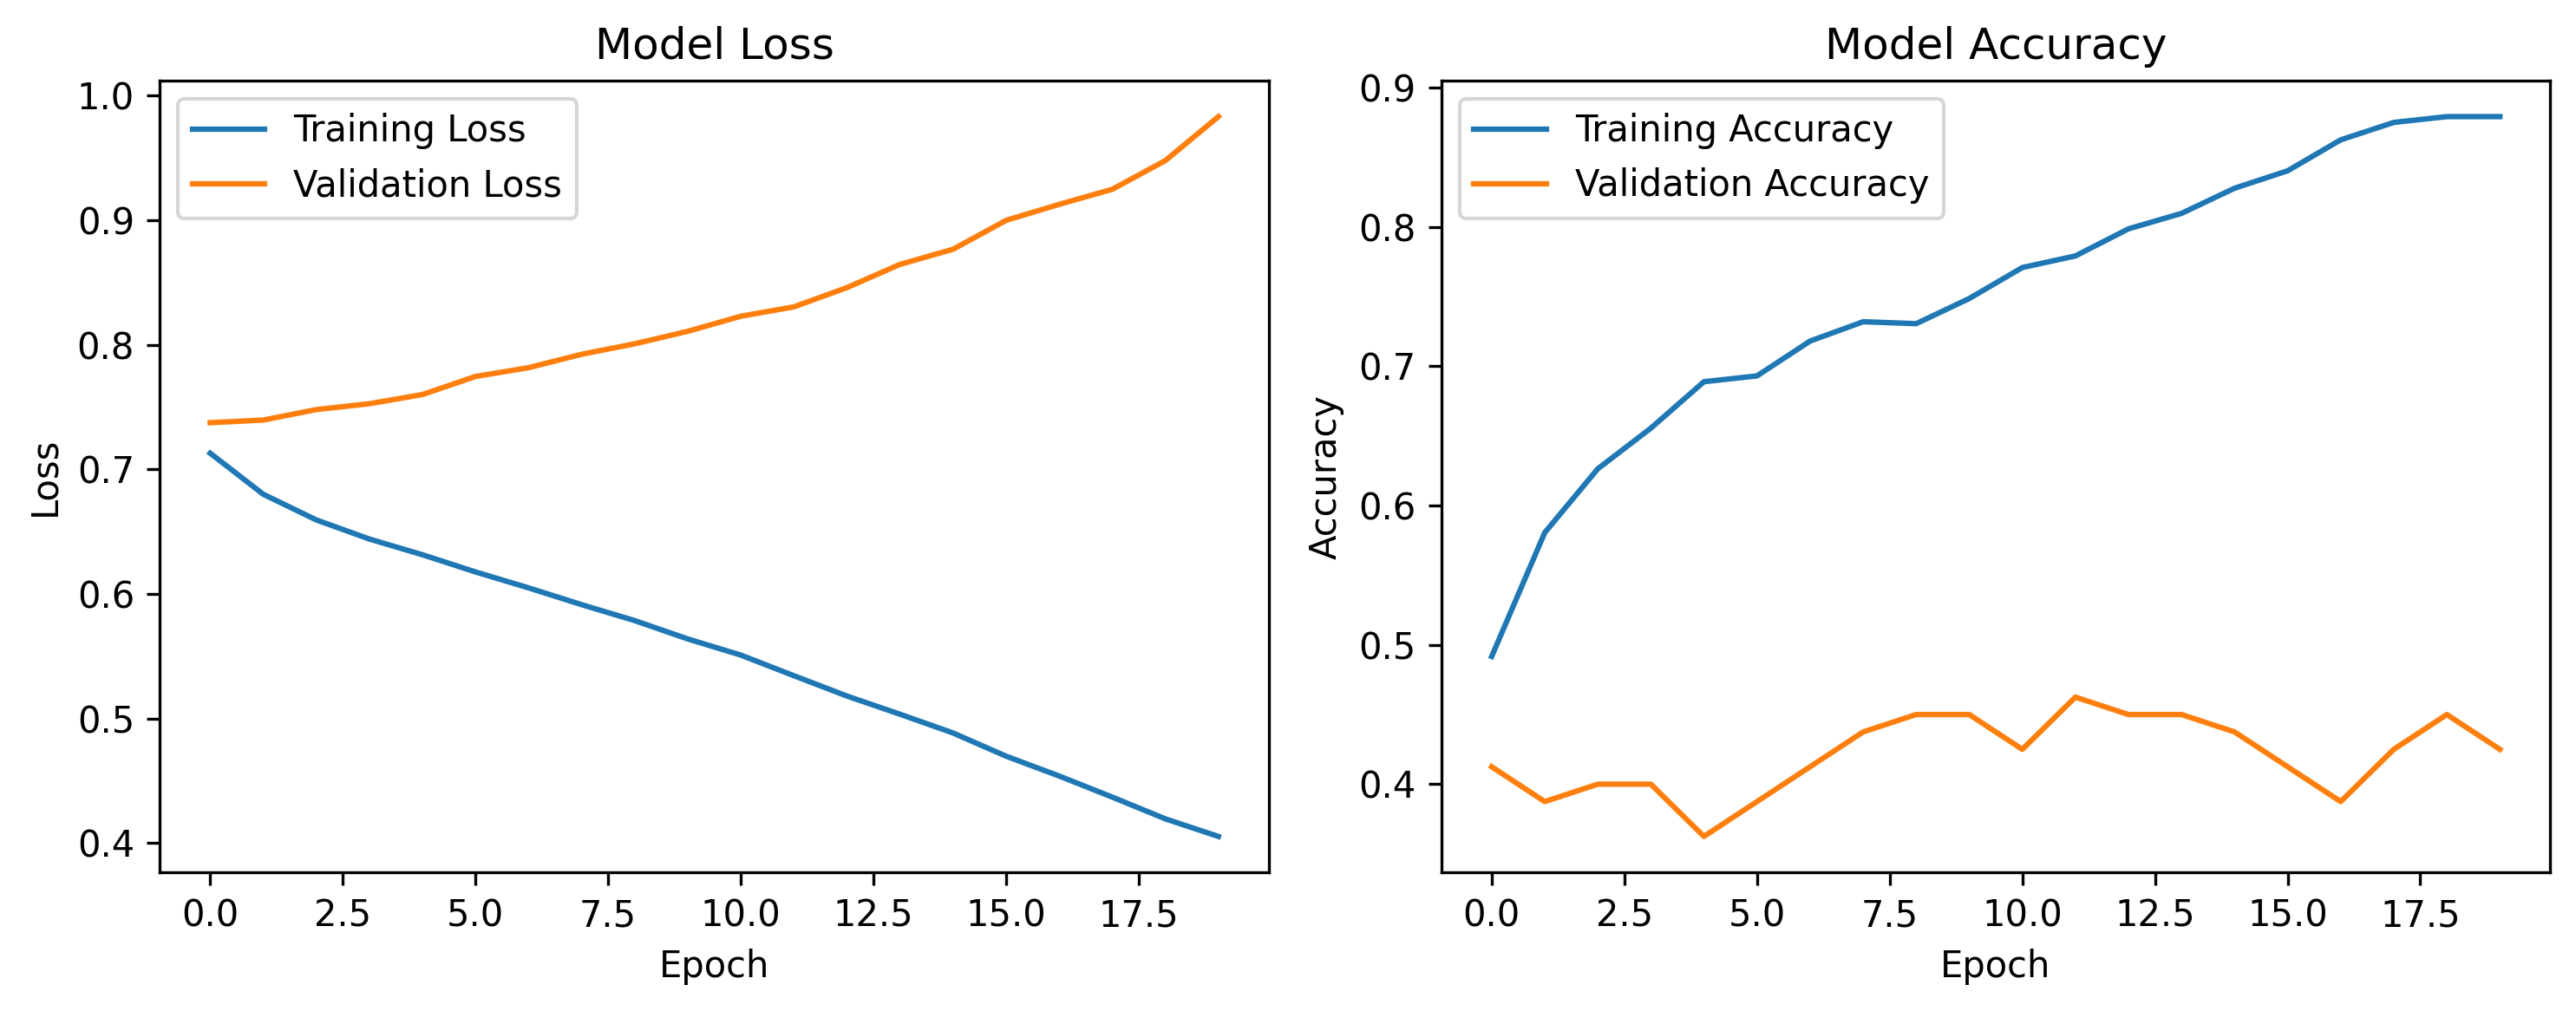 Model Loss
1.0
0.9
0.8
0.7
0.6
0.5
0.4
Loss
Training Loss
Validation Loss
0.0 2.5 5.0 7.5 10.0 12.5 15.0 17.5
Epoch
Model Accuracy
0.9
0.8
0.7
0.6
0.5
0.4
Accuracy
Training Accuracy
Validation Accuracy
0.0 2.5 5.0 7.5 10.0 12.5 15.0 17.5
Epoch